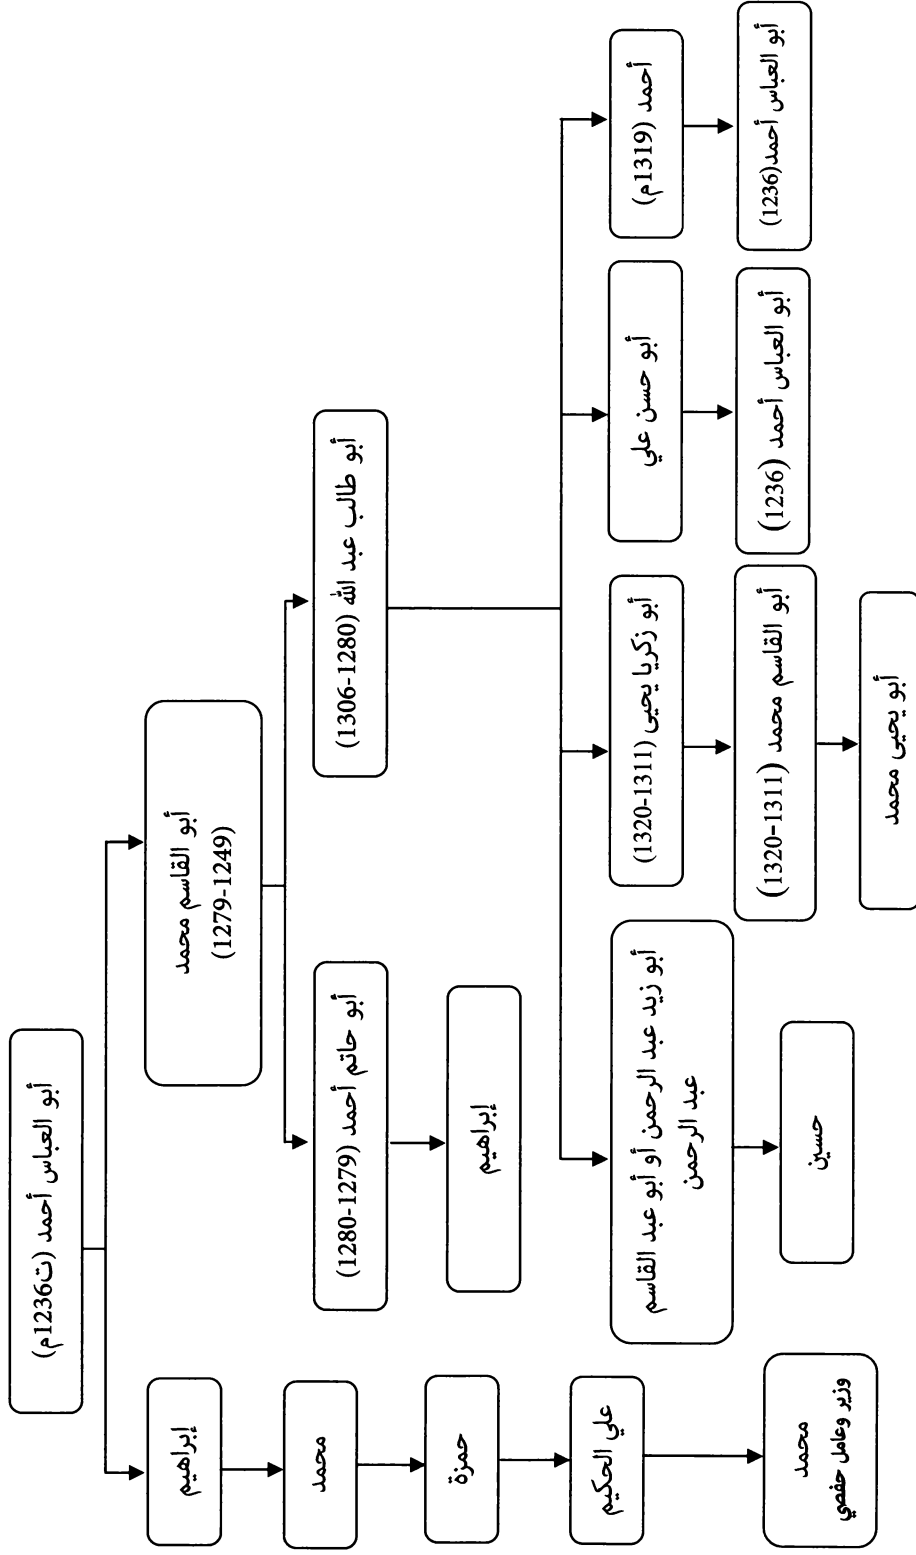 أبو العباس أحمد (ت1236م)
أبو القاسم محمد
(1279-1249)
إبراهيم
أبو طالب عبد الله (1306-1280)
أبو حاتم أحمد (1280-1279)
محمد
إبراهيم
حمزة
أحمد (1319م)
أبو حسن علي
أبو زكريا يحيى (1320-1311)
أبو زيد عبد الرحمن أو أبو عبد القاسم
عبد الرحمن
علي الحكيم
أبو العباس أحمد(1236)
أبو العباس أحمد (1236)
أبو القاسم محمد (1320-1311)
حسين
محمد
وزير وعامل حفصي
أبو يحيى محمد